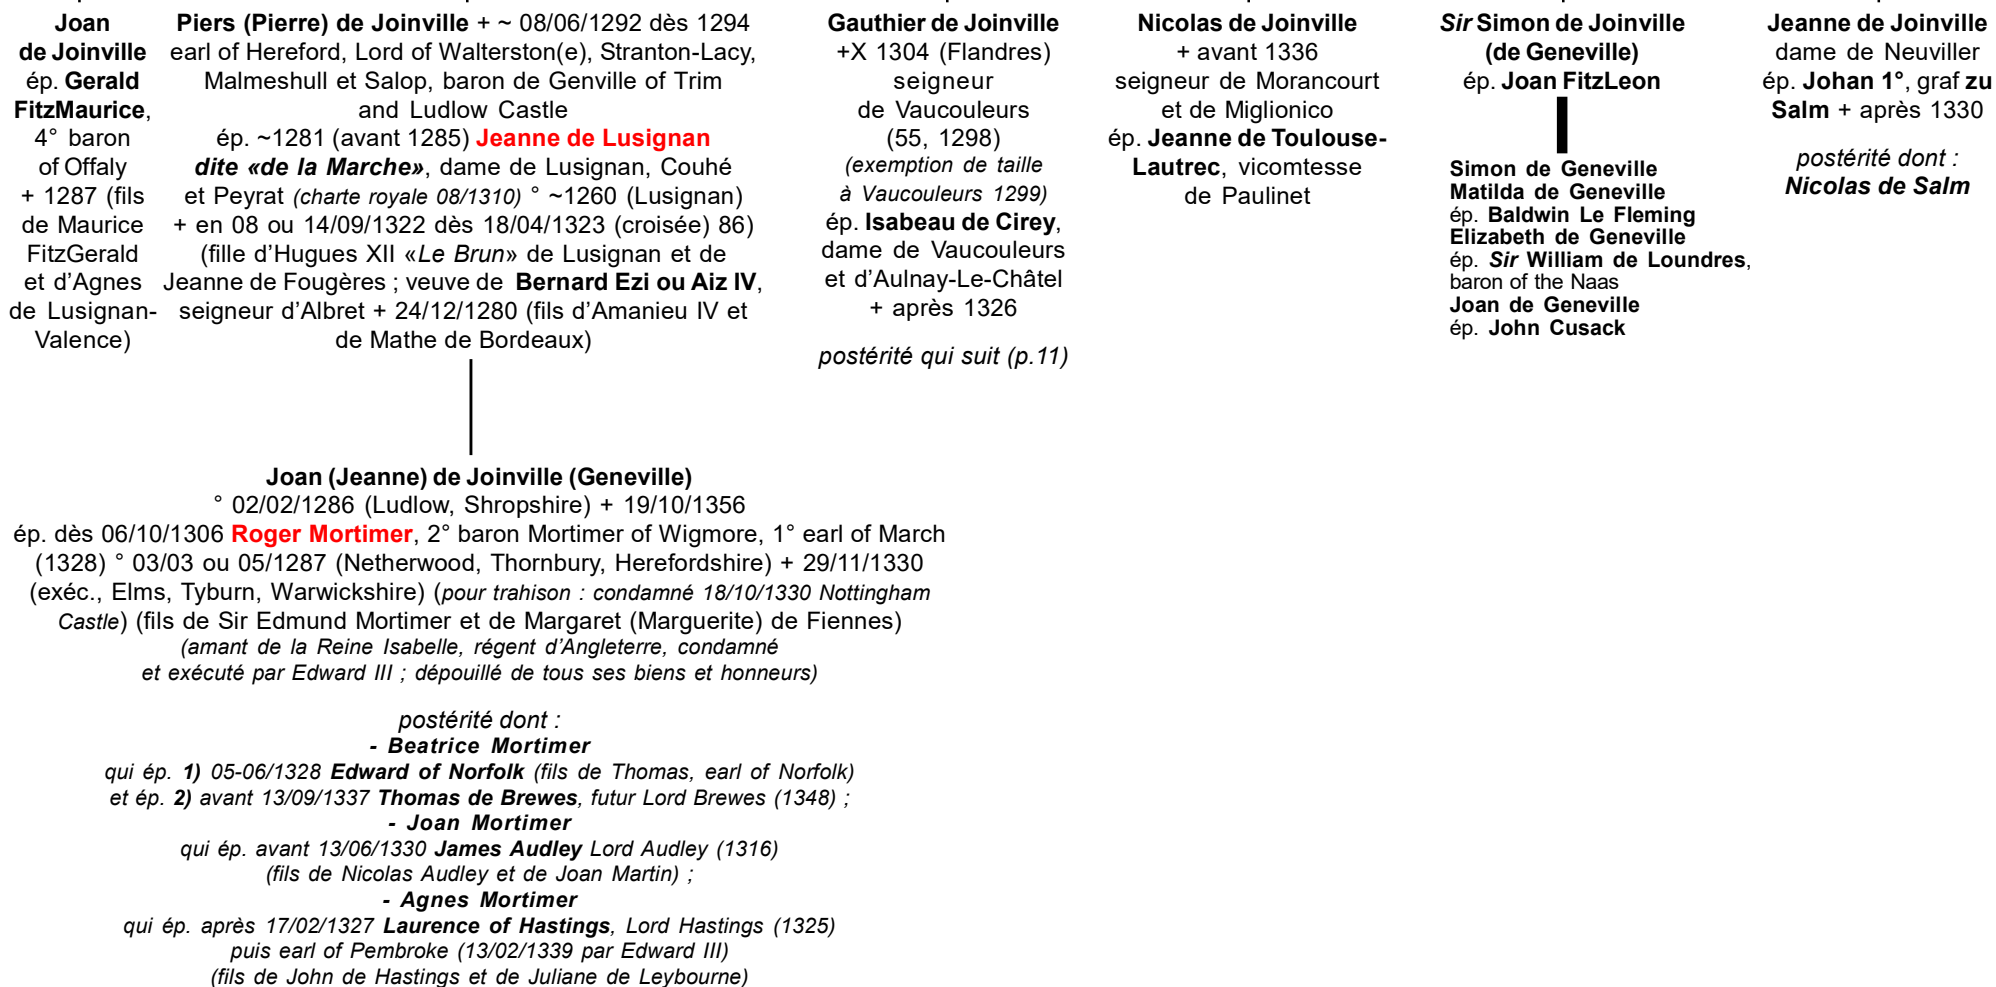 Joan
de Joinville
ép. Gerald
FitzMaurice,
4° baron
of Offaly
+ 1287 (fils
de Maurice
FitzGerald
et d'Agnes
de Lusignan-
Valence)
Piers (Pierre) de Joinville + ~ 08/06/1292 dès 1294
earl of Hereford, Lord of Walterston(e), Stranton-Lacy,
Malmeshull et Salop, baron de Genville of Trim
and Ludlow Castle
ép. ~1281 (avant 1285) Jeanne de Lusignan
dite «de la Marche», dame de Lusignan, Couhé
et Peyrat (charte royale 08/1310) ° ~1260 (Lusignan)
+ en 08 ou 14/09/1322 dès 18/04/1323 (croisée) 86)
(fille d'Hugues XII «Le Brun» de Lusignan et de
Jeanne de Fougères ; veuve de Bernard Ezi ou Aiz IV,
seigneur d'Albret + 24/12/1280 (fils d'Amanieu IV et
de Mathe de Bordeaux)
Gauthier de Joinville
+X 1304 (Flandres)
seigneur
de Vaucouleurs
(55, 1298)
(exemption de taille
à Vaucouleurs 1299)
ép. Isabeau de Cirey,
dame de Vaucouleurs
et d'Aulnay-Le-Châtel
+ après 1326
postérité qui suit (p.11)
Nicolas de Joinville
+ avant 1336
seigneur de Morancourt
et de Miglionico
ép. Jeanne de Toulouse-
Lautrec, vicomtesse
de Paulinet
Sir Simon de Joinville
(de Geneville)
ép. Joan FitzLeon
Simon de Geneville
Matilda de Geneville
ép. Baldwin Le Fleming
Elizabeth de Geneville
ép. Sir William de Loundres,
baron of the Naas
Joan de Geneville
ép. John Cusack
Jeanne de Joinville
dame de Neuviller
ép. Johan 1°, graf zu
Salm + après 1330
postérité dont :
Nicolas de Salm
Joan (Jeanne) de Joinville (Geneville)
° 02/02/1286 (Ludlow, Shropshire) + 19/10/1356
ép. dès 06/10/1306 Roger Mortimer, 2° baron Mortimer of Wigmore, 1° earl of March
(1328) ° 03/03 ou 05/1287 (Netherwood, Thornbury, Herefordshire) + 29/11/1330
(exéc., Elms, Tyburn, Warwickshire) (pour trahison : condamné 18/10/1330 Nottingham
Castle) (fils de Sir Edmund Mortimer et de Margaret (Marguerite) de Fiennes)
(amant de la Reine Isabelle, régent d'Angleterre, condamné
et exécuté par Edward III ; dépouillé de tous ses biens et honneurs)
postérité dont :
- Beatrice Mortimer
qui ép. 1) 05-06/1328 Edward of Norfolk (fils de Thomas, earl of Norfolk)
et ép. 2) avant 13/09/1337 Thomas de Brewes, futur Lord Brewes (1348) ;
- Joan Mortimer
qui ép. avant 13/06/1330 James Audley Lord Audley (1316)
(fils de Nicolas Audley et de Joan Martin) ;
- Agnes Mortimer
qui ép. après 17/02/1327 Laurence of Hastings, Lord Hastings (1325)
puis earl of Pembroke (13/02/1339 par Edward III)
(fils de John de Hastings et de Juliane de Leybourne)